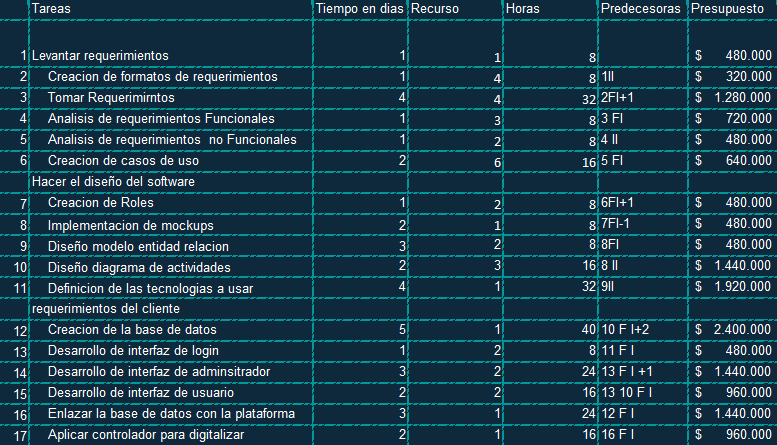 Tareas Tiempo en dias Recurso Horas Predecesoras Presupuesto
1 Levantar requerimientos 1 1 8 $ 480.000
2 Creacion de formatos de requerimientos 1 4 8 1II $ 320.000
3 Tomar Requerimirntos 4 4 32 2FI+1 $ 1.280.000
4 Analisis de requerimientos Funcionales 1 3 8 3 FI $ 720.000
5 Analisis de requerimientos no Funcionales 1 2 8 4 II $ 480.000
6 Creacion de casos de uso 2 6 16 5 FI $ 640.000
Hacer el diseño del software
7 Creacion de Roles 1 2 8 6FI+1 $ 480.000
8 Implementacion de mockups 2 1 8 7FI-1 $ 480.000
9 Diseño modelo entidad relacion 3 2 8 8FI $ 480.000
10 Diseño diagrama de actividades 2 3 16 8 II $ 1.440.000
11 Definicion de las tecnologias a usar 4 1 32 9II $ 1.920.000
requerimientos del cliente
12 Creacion de la base de datos 5 1 40 10 F I+2 $ 2.400.000
13 Desarrollo de interfaz de login 1 2 8 11 F I $ 480.000
14 Desarrollo de interfaz de adminsitrador 3 2 24 13 F I +1 $ 1.440.000
15 Desarrollo de interfaz de usuario 2 2 16 13 10 F I $ 960.000
16 Enlazar la base de datos con la plataforma 3 1 24 12 F I $ 1.440.000
17 Aplicar controlador para digitalizar 2 1 16 16 F I $ 960.000